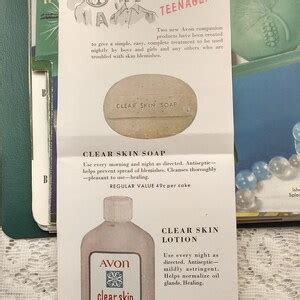 TEENAGE
Two new Avon companion
products have been created
to give a simple, easy, complete treatment to be used
nightly by boys and girls and any others who are
troubled with skin blemishes.
CLEAR SKIN SOAP
CLEAR SKIN SOAP
Use every morning and night as directed. Antiseptic—
helps prevent spread of blemishes. Cleanses thoroughly
—pleasant to use—healing.
REGULAR VALUE 49c per cake
CLEAR SKIN
LOTION
Use every night as
directed. Antiseptic—
mildly astringent.
Helps normalize oil
glands. Healing.
AVON
clear skin